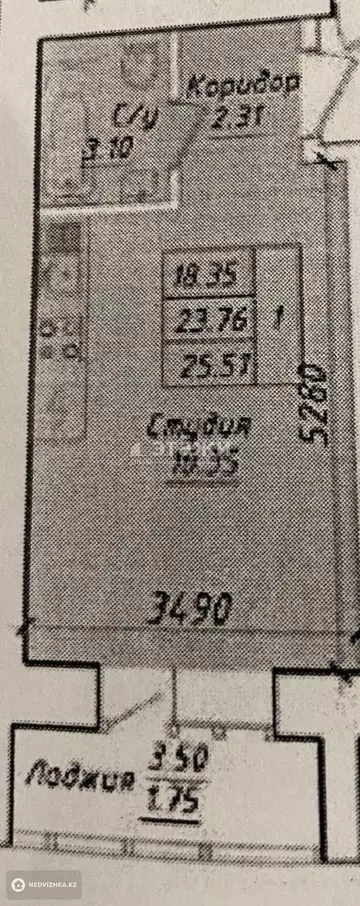 Коридор
2.31
С/у
3.10
18.35
23.76 1
25.51
5280
Студия
18.35
ЭТАЖИ
3490
Лоджия 3.50
1.75
NEDVIZHKA.KZ